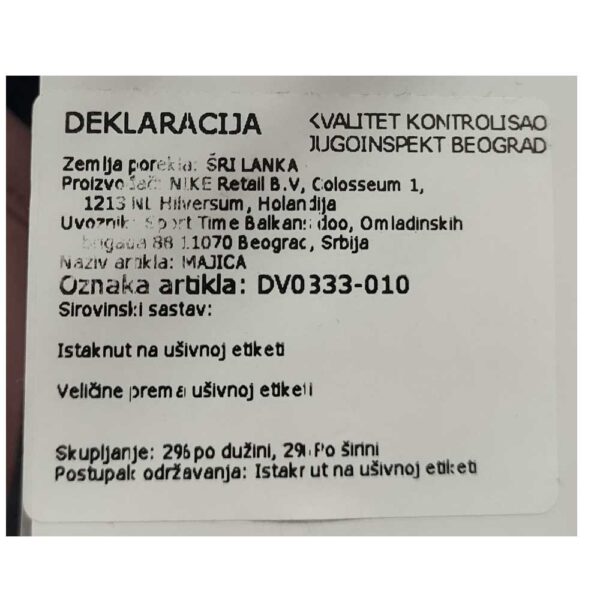 DEKLARACIJA
KVALITET KONTROLISAO
JUGOINSPEKT BEOGRAD
Zemlja porekla: ŠRI LANKA
Proizvođač: NIKE Retail B.V, Colosseum 1,
1213 NL Hilversum, Holandija
Uvoznik: Sport Time Balkans doo, Omladinskih
brigada 88 11070 Beograd, Srbija
Naziv artikla: MAJICA
Oznaka artikla: DV0333-010
Sirovinski sastav:
Istaknut na ušivnoj etiketi
Veličine prema ušivnoj etiketi
Skupljanje: 2% po dužini, 2% Po širini
Postupak održavanja: Istaknut na ušivnoj etiketi